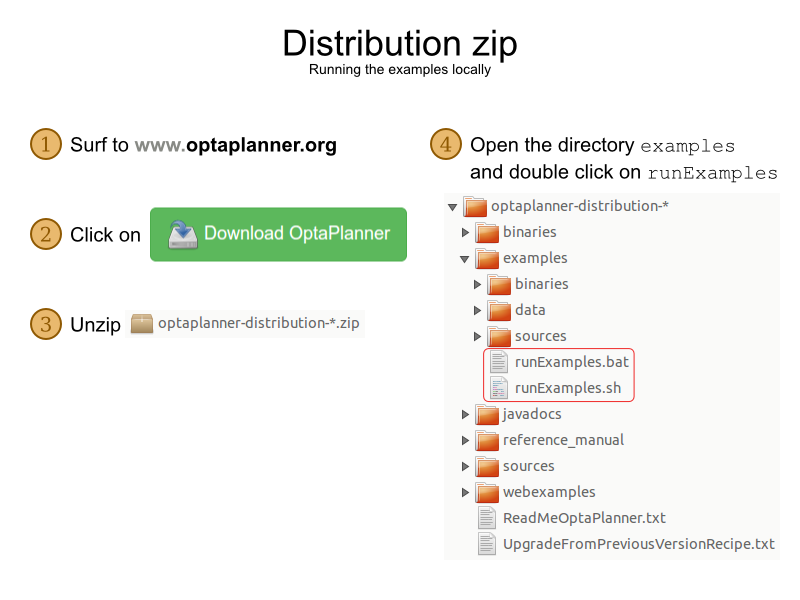 Distribution zip
Running the examples locally
1 Surf to www.optaplanner.org
2 Click on Download OptaPlanner
3 Unzip optaplanner-distribution-*.zip
4 Open the directory examples
and double click on runExamples
optaplanner-distribution-*
binaries
examples
binaries
data
sources
runExamples.bat
runExamples.sh
javadocs
reference_manual
sources
webexamples
ReadMeOptaPlanner.txt
UpgradeFromPreviousVersionRecipe.txt